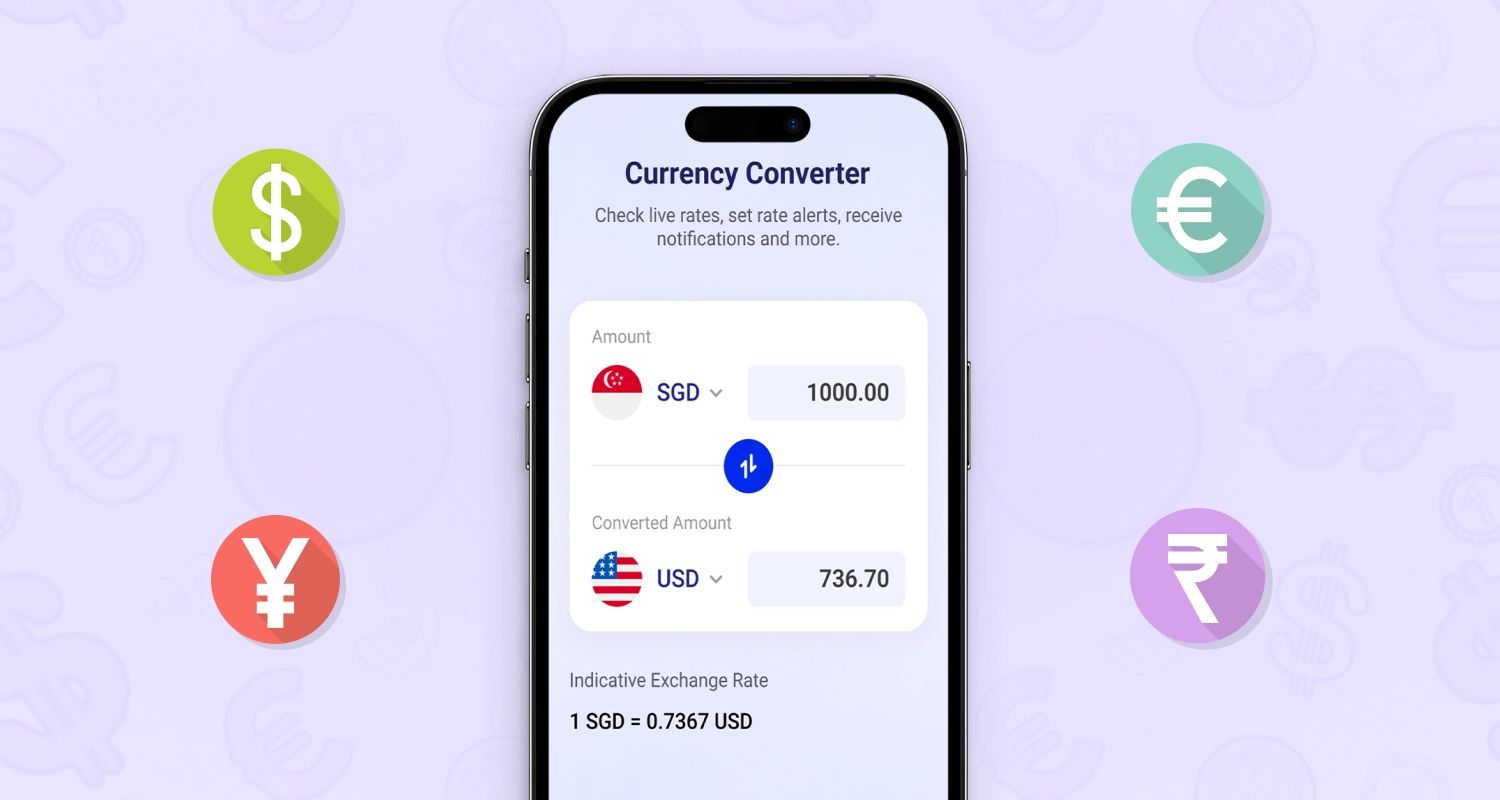 Currency Converter
Check live rates, set rate alerts, receive
notifications and more.
$
€
Amount
SGD 1000.00
Converted Amount
USD 736.70
¥
₹
Indicative Exchange Rate
1 SGD = 0.7367 USD